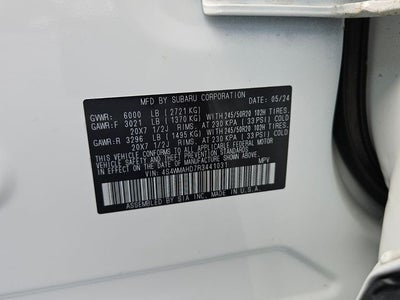 MFD BY SUBARU CORPORATION 05/24
GVWR: 6000 LB (2721 KG)
GAWR:F 3021 LB (1370 KG) WITH 245/50R20 102H TIRES,
20X7 1/2J RIMS, AT 230 KPA (33 PSI) COLD
GAWR:R 3296 LB (1495 KG) WITH 245/50R20 102H TIRES,
20X7 1/2J RIMS, AT 230 KPA (33 PSI) COLD
THIS VEHICLE CONFORMS TO ALL APPLICABLE
FEDERAL MOTOR VEHICLE SAFETY, BUMPER, AND
THEFT PREVENTION STANDARDS IN EFFECT ON THE
DATE OF MANUFACTURE SHOWN ABOVE.
4S4WMAHD7R3441031 MPV
ASSEMBLED BY SIA INC. MADE IN U.S.A.